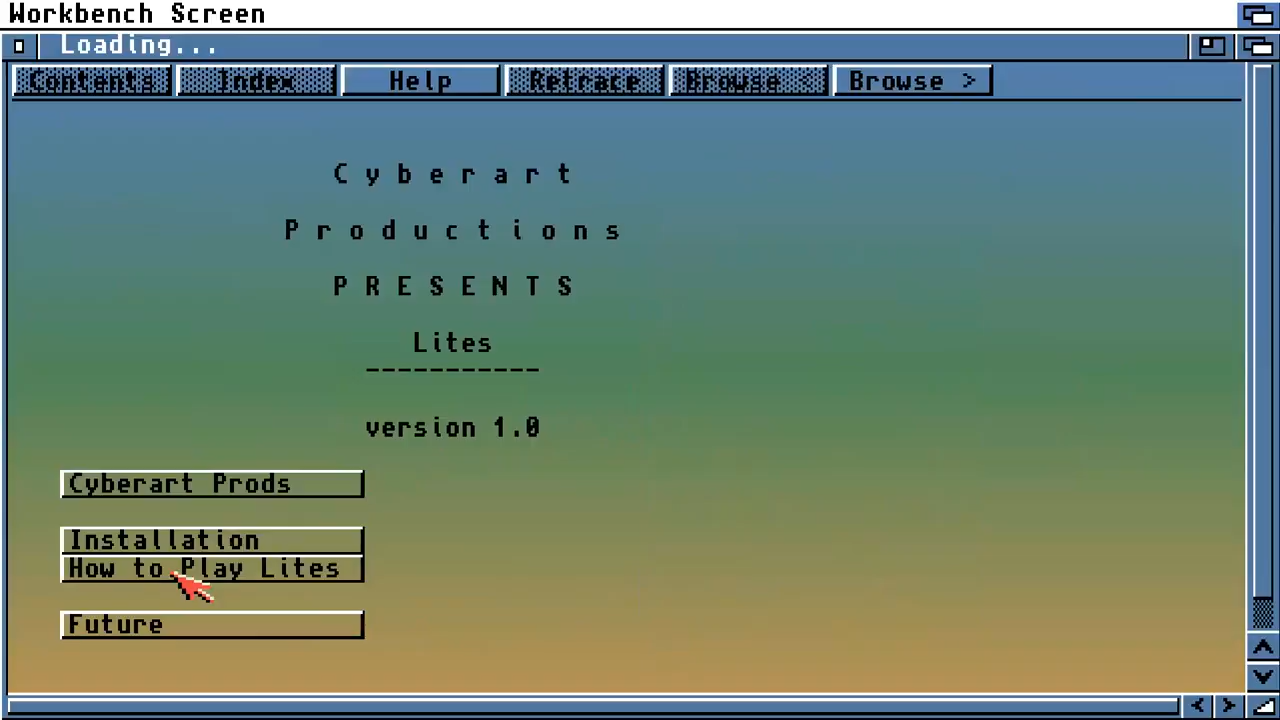 Workbench Screen
Loading...
Contents Index Help Retrace Browse < Browse >
C y b e r a r t
P r o d u c t i o n s
P R E S E N T S
Lites
-----------
version 1.0
Cyberart Prods
Installation
How to Play Lites
Future